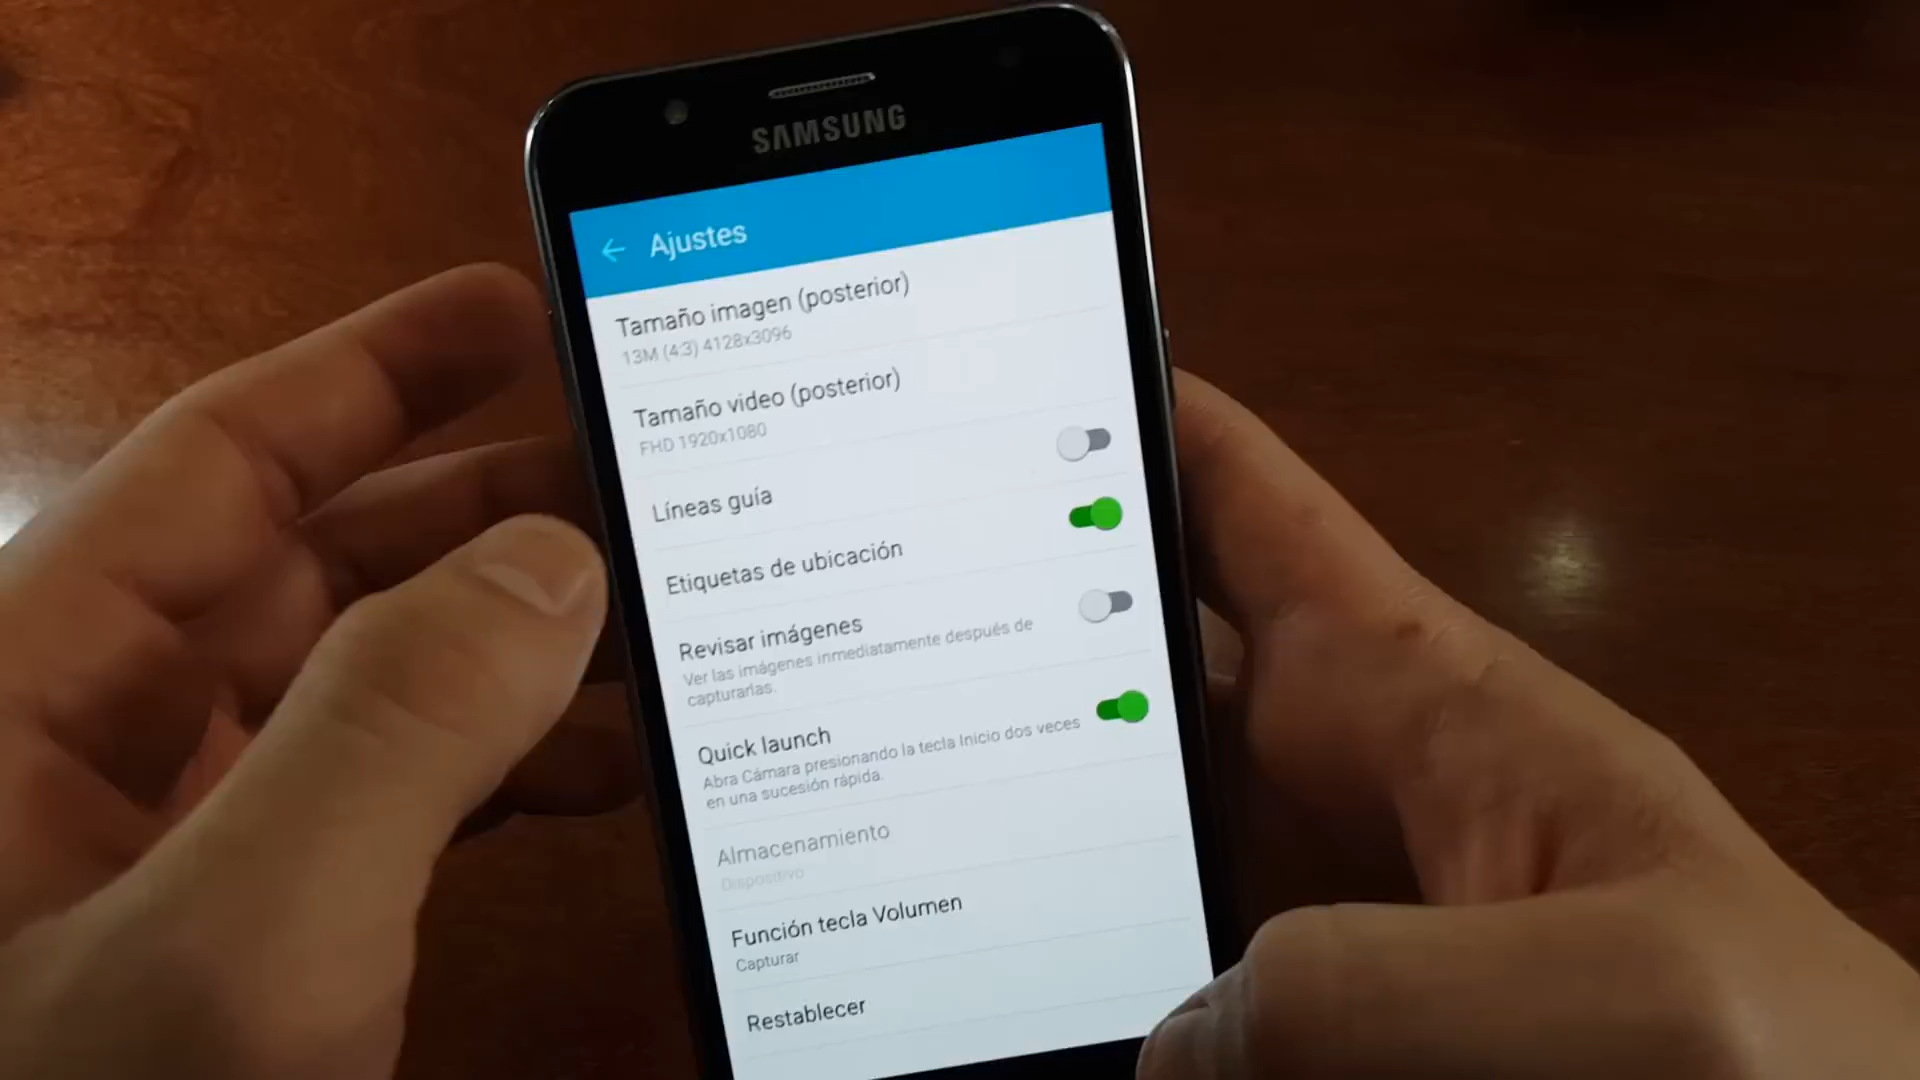 SAMSUNG
Ajustes
Tamaño imagen (posterior)
13M (4:3) 4128x3096
Tamaño video (posterior)
FHD 1920x1080
Líneas guía
Etiquetas de ubicación
Revisar imágenes
Ver las imágenes inmediatamente después de
capturarlas.
Quick launch
Abra Cámara presionando la tecla Inicio dos veces
en una sucesión rápida.
Almacenamiento
Dispositivo
Función tecla Volumen
Capturar
Restablecer